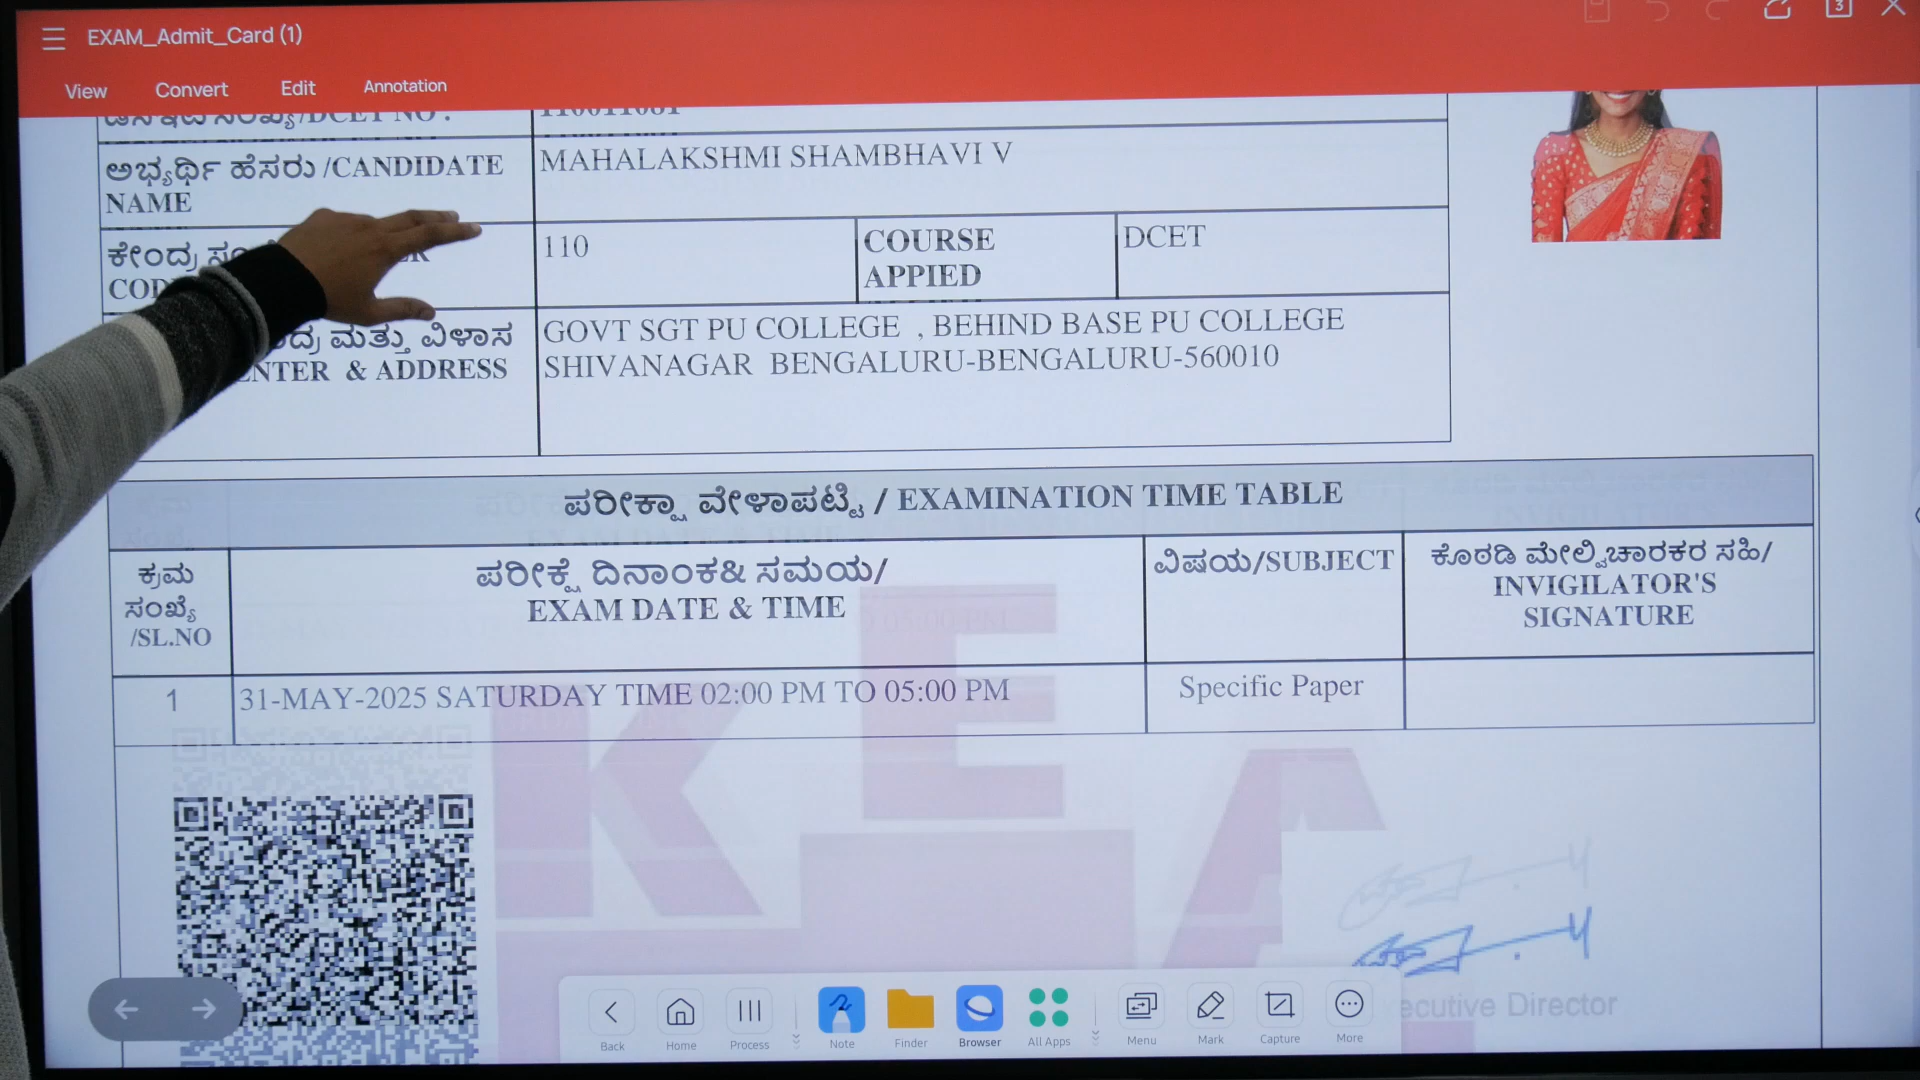 EXAM_Admit_Card (1)
3
View Convert Edit Annotation
ಅಭ್ಯರ್ಥಿ ಹೆಸರು /CANDIDATE
NAME
MAHALAKSHMI SHAMBHAVI V
ಕೇಂದ್ರ
110
COURSE
APPIED
DCET
ಮತ್ತು ವಿಳಾಸ
& ADDRESS
GOVT SGT PU COLLEGE , BEHIND BASE PU COLLEGE
SHIVANAGAR BENGALURU-BENGALURU-560010
ಪರೀಕ್ಷಾ ವೇಳಾಪಟ್ಟಿ / EXAMINATION TIME TABLE
ಕ್ರಮ
ಸಂಖ್ಯೆ
/SL.NO
ಪರೀಕ್ಷೆ ದಿನಾಂಕ& ಸಮಯ/
EXAM DATE & TIME
ವಿಷಯ/SUBJECT
ಕೊಠಡಿ ಮೇಲ್ವಿಚಾರಕರ ಸಹಿ/
INVIGILATOR'S
SIGNATURE
1
31-MAY-2025 SATURDAY TIME 02:00 PM TO 05:00 PM
Specific Paper
KEA
ecutive Director
Back Home Process Note Finder Browser All Apps Menu Mark Capture More